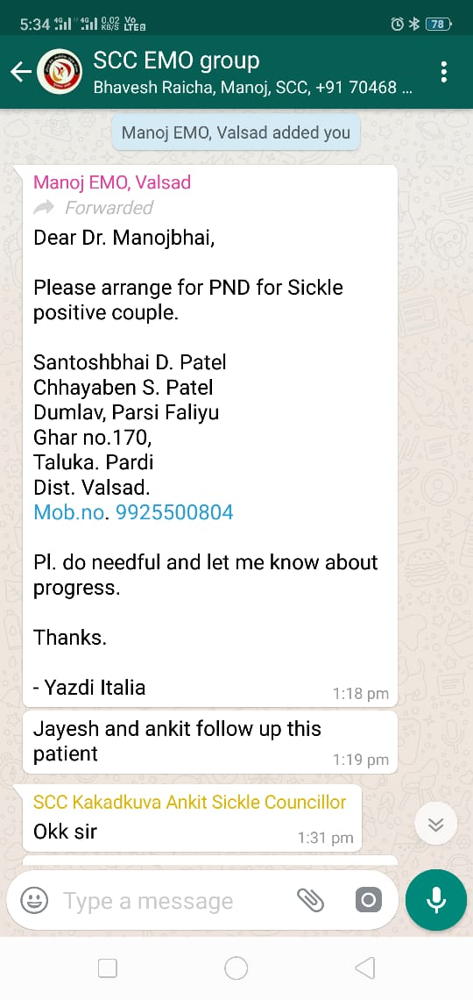 5:34 4G 4G 0.02 KB/S Vo LTE 78
SCC EMO group
Bhavesh Raicha, Manoj, SCC, +91 70468 ...
Manoj EMO, Valsad added you
Manoj EMO, Valsad
Forwarded
Dear Dr. Manojbhai,
Please arrange for PND for Sickle
positive couple.
Santoshbhai D. Patel
Chhayaben S. Patel
Dumlav, Parsi Faliyu
Ghar no.170,
Taluka. Pardi
Dist. Valsad.
Mob.no. 9925500804
Pl. do needful and let me know about
progress.
Thanks.
- Yazdi Italia
1:18 pm
Jayesh and ankit follow up this
patient
1:19 pm
SCC Kakadkuva Ankit Sickle Councillor
Okk sir
1:31 pm
Type a message